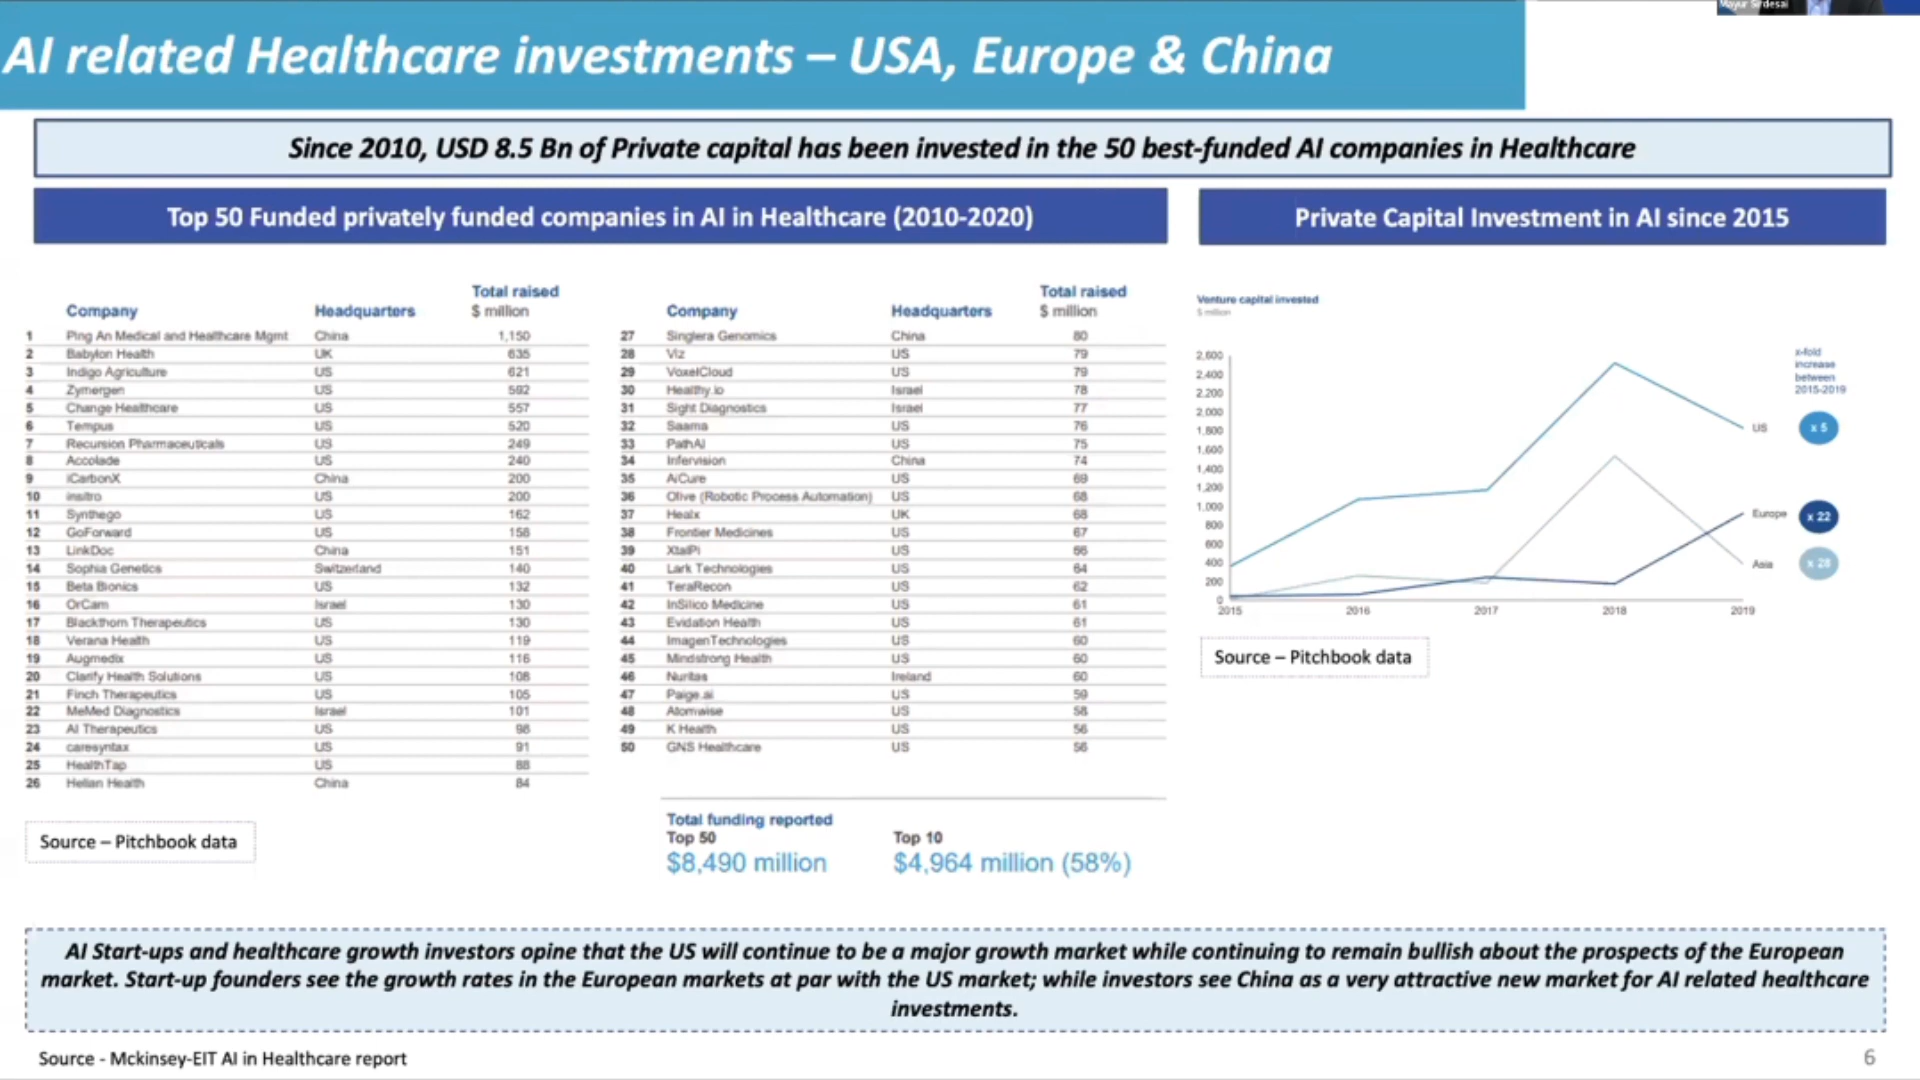 Mayur Sirdesai
AI related Healthcare investments – USA, Europe & China
Since 2010, USD 8.5 Bn of Private capital has been invested in the 50 best-funded AI companies in Healthcare
Top 50 Funded privately funded companies in AI in Healthcare (2010-2020)
Private Capital Investment in AI since 2015
Company Headquarters Total raised $ million
1 Ping An Medical and Healthcare Mgmt China 1,150
2 Babylon Health UK 635
3 Indigo Agriculture US 621
4 Zymergen US 592
5 Change Healthcare US 557
6 Tempus US 520
7 Recursion Pharmaceuticals US 249
8 Accolade US 240
9 iCarbonX China 200
10 insitro US 200
11 Synthego US 162
12 GoForward US 158
13 LinkDoc China 151
14 Sophia Genetics Switzerland 140
15 Beta Bionics US 132
16 OrCam Israel 130
17 Blackthorn Therapeutics US 130
18 Verana Health US 119
19 Augmedix US 116
20 Clarify Health Solutions US 108
21 Finch Therapeutics US 105
22 MeMed Diagnostics Israel 101
23 AI Therapeutics US 98
24 caresyntax US 91
25 HealthTap US 88
26 Helian Health China 84
Company Headquarters Total raised $ million
27 Singlera Genomics China 80
28 Viz US 79
29 VoxelCloud US 79
30 Healthy.io Israel 78
31 Sight Diagnostics Israel 77
32 Saama US 76
33 PathAI US 75
34 Infervision China 74
35 AiCure US 69
36 Olive (Robotic Process Automation) US 68
37 Healx UK 68
38 Frontier Medicines US 67
39 XtalPi US 66
40 Lark Technologies US 64
41 TeraRecon US 62
42 InSilico Medicine US 61
43 Evidation Health US 61
44 ImagenTechnologies US 60
45 Mindstrong Health US 60
46 Nuritas Ireland 60
47 Paige.ai US 59
48 Atomwise US 58
49 K Health US 56
50 GNS Healthcare US 56
Total funding reported
Top 50 Top 10
$8,490 million $4,964 million (58%)
Source – Pitchbook data
Venture capital invested
$ million
x-fold
increase
between
2015-2019
2,600
2,400
2,200
2,000
1,800
1,600
1,400
1,200
1,000
800
600
400
200
0
2015 2016 2017 2018 2019
US x 5
Europe x 22
Asia x 28
Source – Pitchbook data
AI Start-ups and healthcare growth investors opine that the US will continue to be a major growth market while continuing to remain bullish about the prospects of the European
market. Start-up founders see the growth rates in the European markets at par with the US market; while investors see China as a very attractive new market for AI related healthcare
investments.
Source - Mckinsey-EIT AI in Healthcare report
6